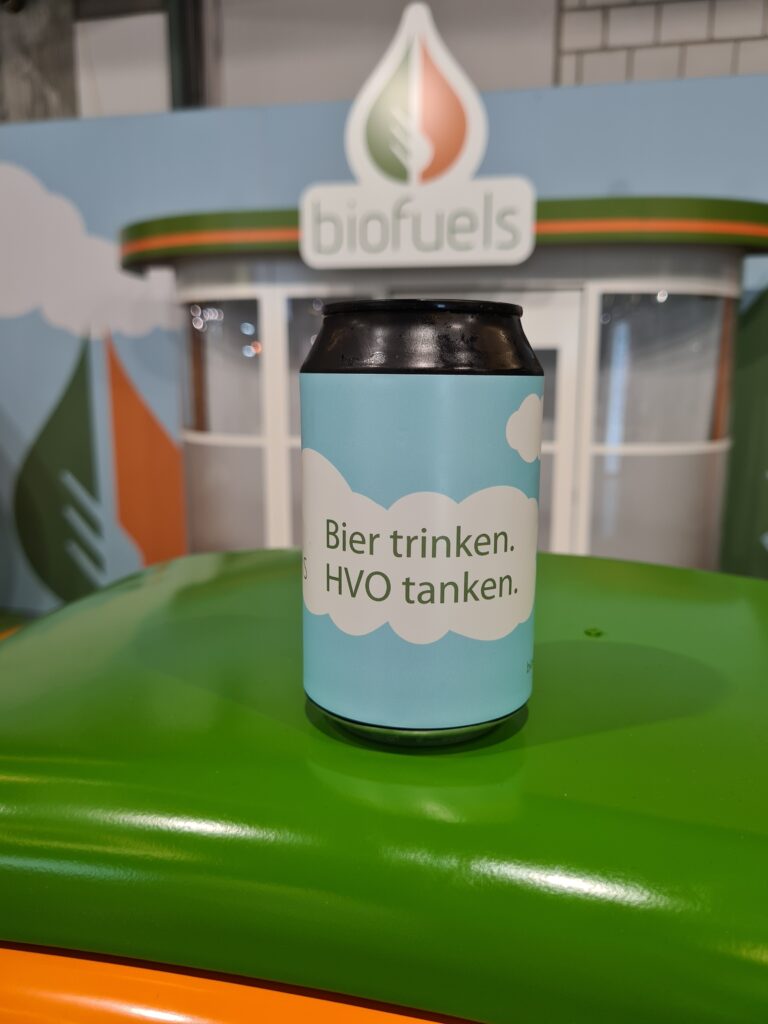 biofuels
Bier trinken.
HVO tanken.